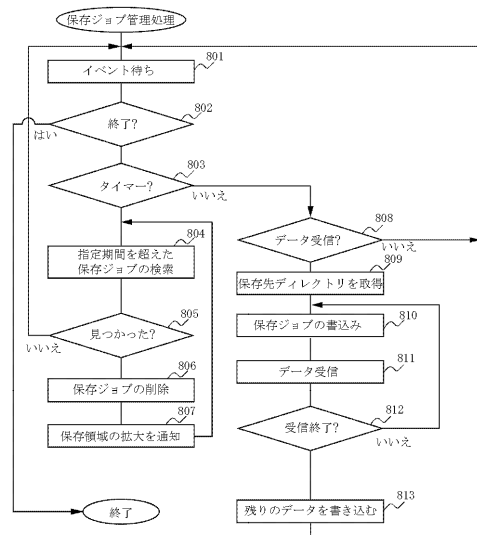 保存ジョブ管理処理
801
イベント待ち
802
終了?
はい
803
タイマー?
いいえ
804
指定期間を超えた
保存ジョブの検索
805
見つかった?
いいえ
806
保存ジョブの削除
807
保存領域の拡大を通知
終了
808
データ受信?
いいえ
809
保存先ディレクトリを取得
810
保存ジョブの書込み
811
データ受信
812
受信終了?
いいえ
813
残りのデータを書き込む